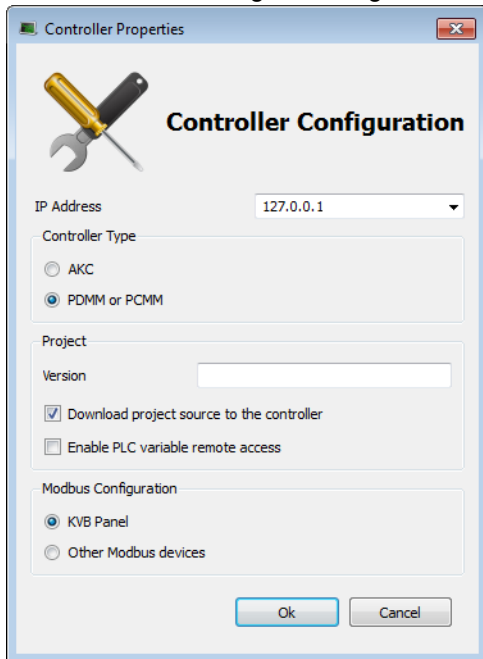 Controller Properties
Controller Configuration
IP Address 127.0.0.1
Controller Type
AKC
PDMM or PCMM
Project
Version
Download project source to the controller
Enable PLC variable remote access
Modbus Configuration
KVB Panel
Other Modbus devices
Ok Cancel